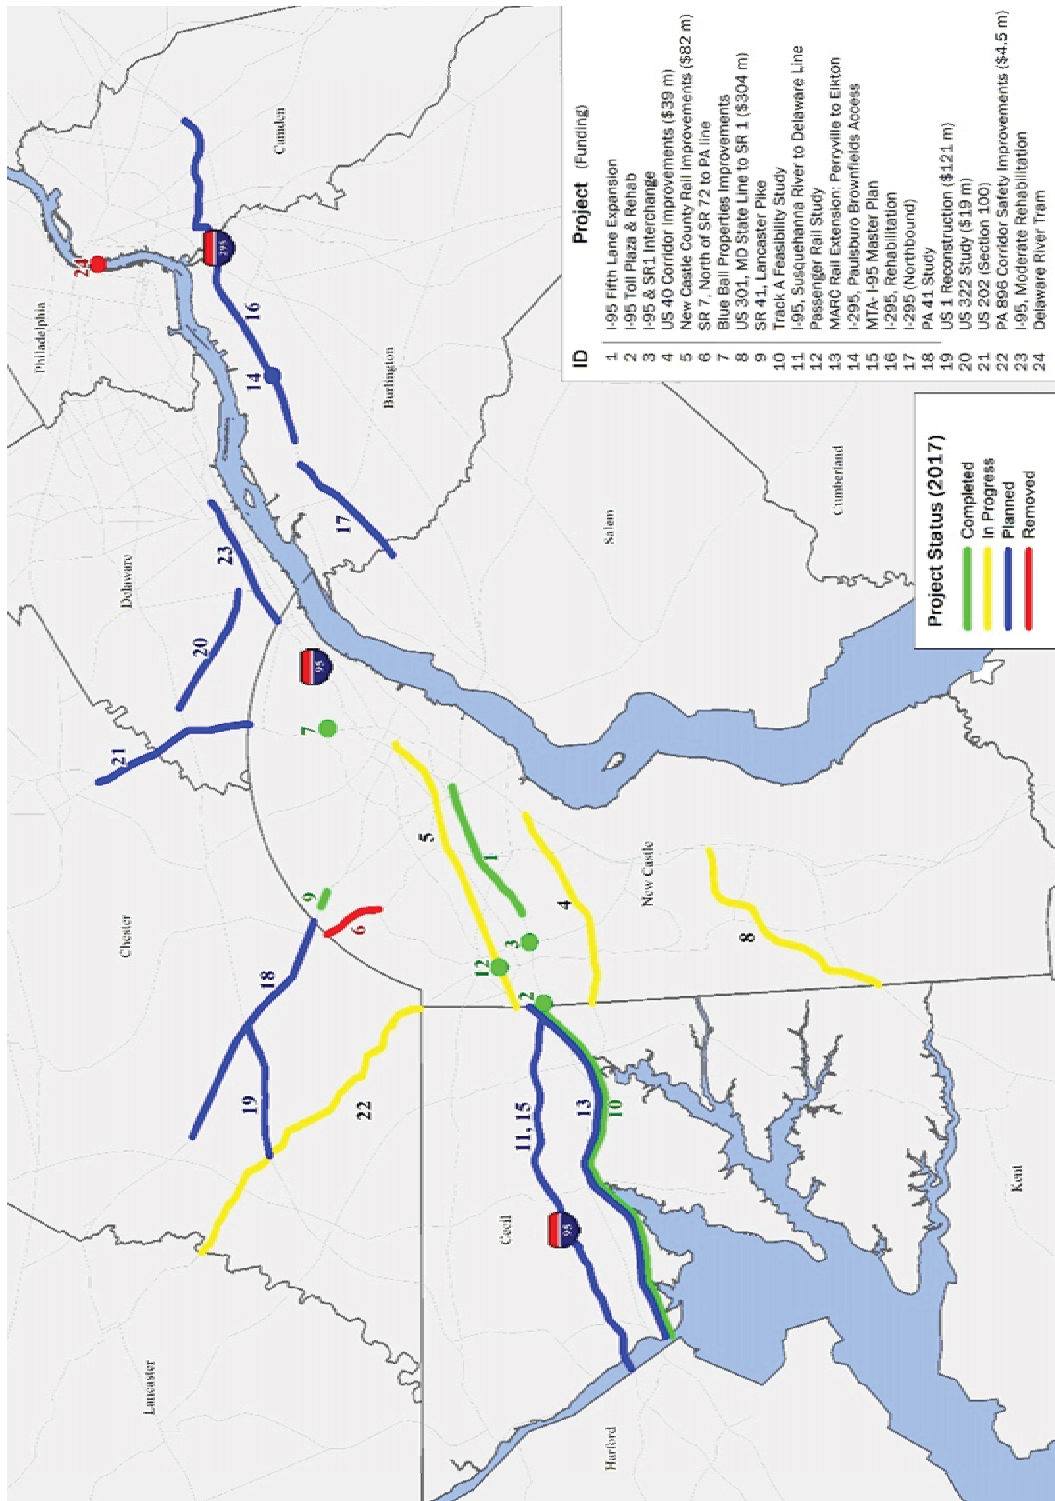 Philadelphia
Camden
Burlington
Delaware
Salem
Cumberland
Chester
New Castle
Lancaster
Cecil
Harford
Kent
24
295
16
14
17
23
20
95
21
7
5
1
4
8
9
6
3
12
2
18
19
22
13
10
11, 15
95
ID Project (Funding)
1 I-95 Fifth Lane Expansion
2 I-95 Toll Plaza & Rehab
3 I-95 & SR1 Interchange
4 US 40 Corridor Improvements ($39 m)
5 New Castle County Rail Improvements ($82 m)
6 SR 7, North of SR 72 to PA line
7 Blue Ball Properties Improvements
8 US 301, MD State Line to SR 1 ($304 m)
9 SR 41, Lancaster Pike
10 Track A Feasibility Study
11 I-95, Susquehanna River to Delaware Line
12 Passenger Rail Study
13 MARC Rail Extension: Perryville to Elkton
14 I-295, Paulsboro Brownfields Access
15 MTA- I-95 Master Plan
16 I-295, Rehabilitation
17 I-295 (Northbound)
18 PA 41 Study
19 US 1 Reconstruction ($121 m)
20 US 322 Study ($19 m)
21 US 202 (Section 100)
22 PA 896 Corridor Safety Improvements ($4.5 m)
23 I-95, Moderate Rehabilitation
24 Delaware River Tram
Project Status (2017)
Completed
In Progress
Planned
Removed